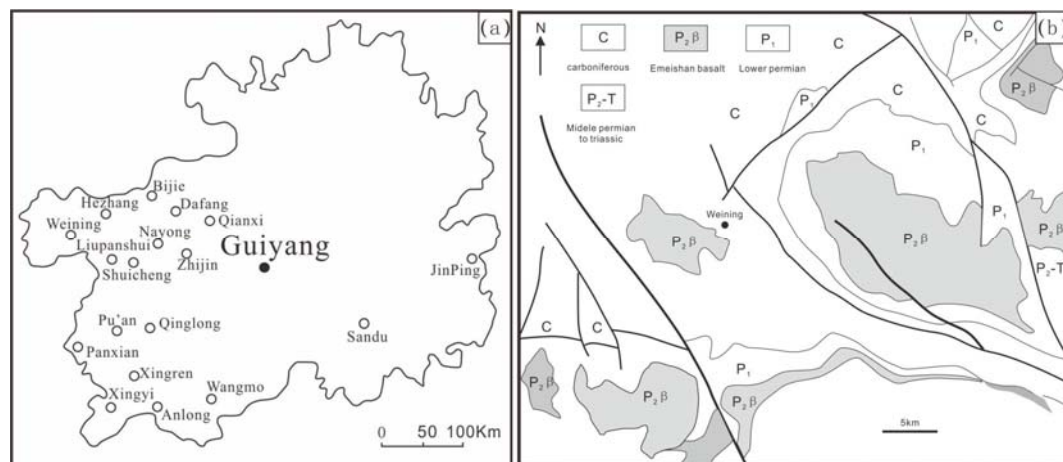 (a)
Bijie
Hezhang
Dafang
Weining
Qianxi
Nayong
Liupanshui
Guiyang
Zhijin
Shuicheng
JinPing
Pu'an
Qinglong
Sandu
Panxian
Xingren
Wangmo
Xingyi
Anlong
0 50 100Km
(b)
N
C
P₂β
P₁
carboniferous
Emeishan basalt
Lower permian
P₂-T
Midele permian
to triassic
C
C
P₁
P₂β
C
P₁
C
C
P₁
Weining
P₁
P₂β
P₂β
P₂β
P₂-T
C
C
P₁
P₂β
P₂β
P₂β
5km